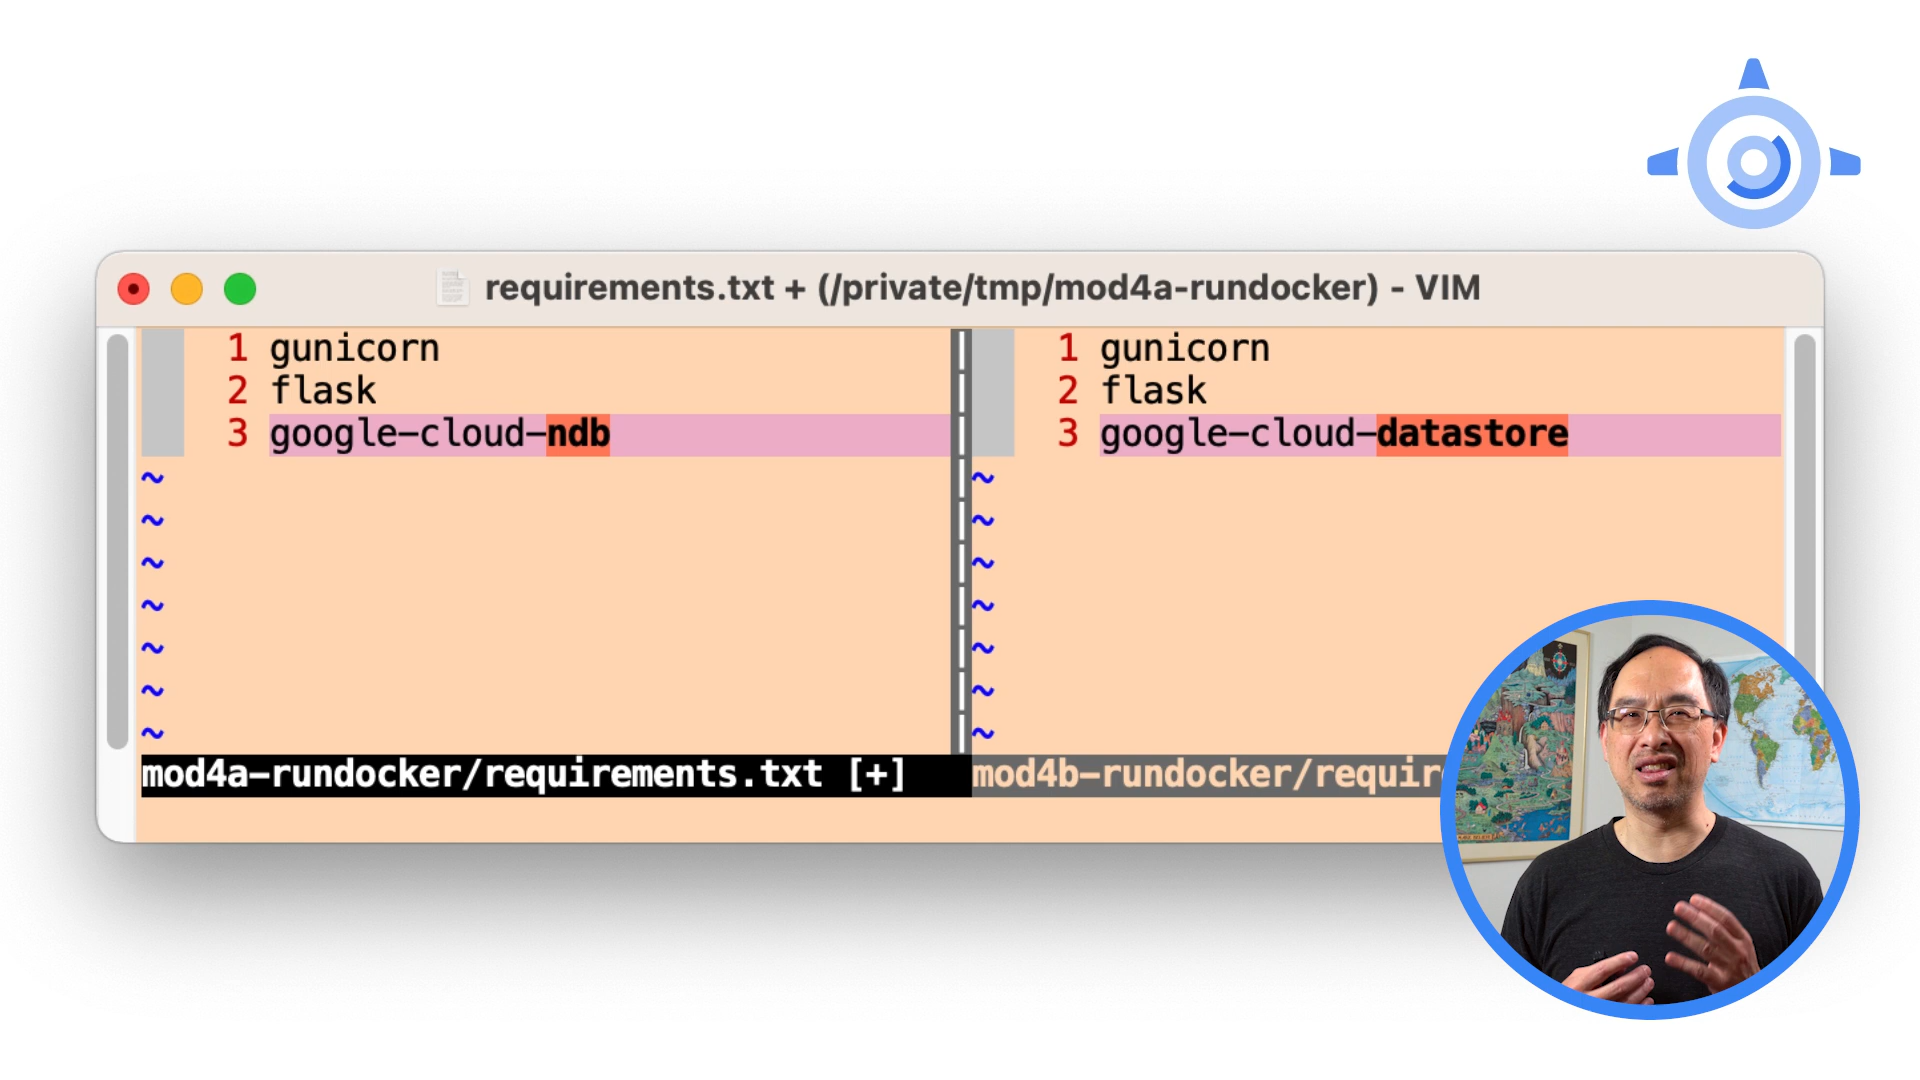 requirements.txt + (/private/tmp/mod4a-rundocker) - VIM
1 gunicorn
2 flask
3 google-cloud-ndb
~
~
~
~
~
~
~
mod4a-rundocker/requirements.txt [+]
1 gunicorn
2 flask
3 google-cloud-datastore
~
~
~
~
~
~
~
mod4b-rundocker/requir